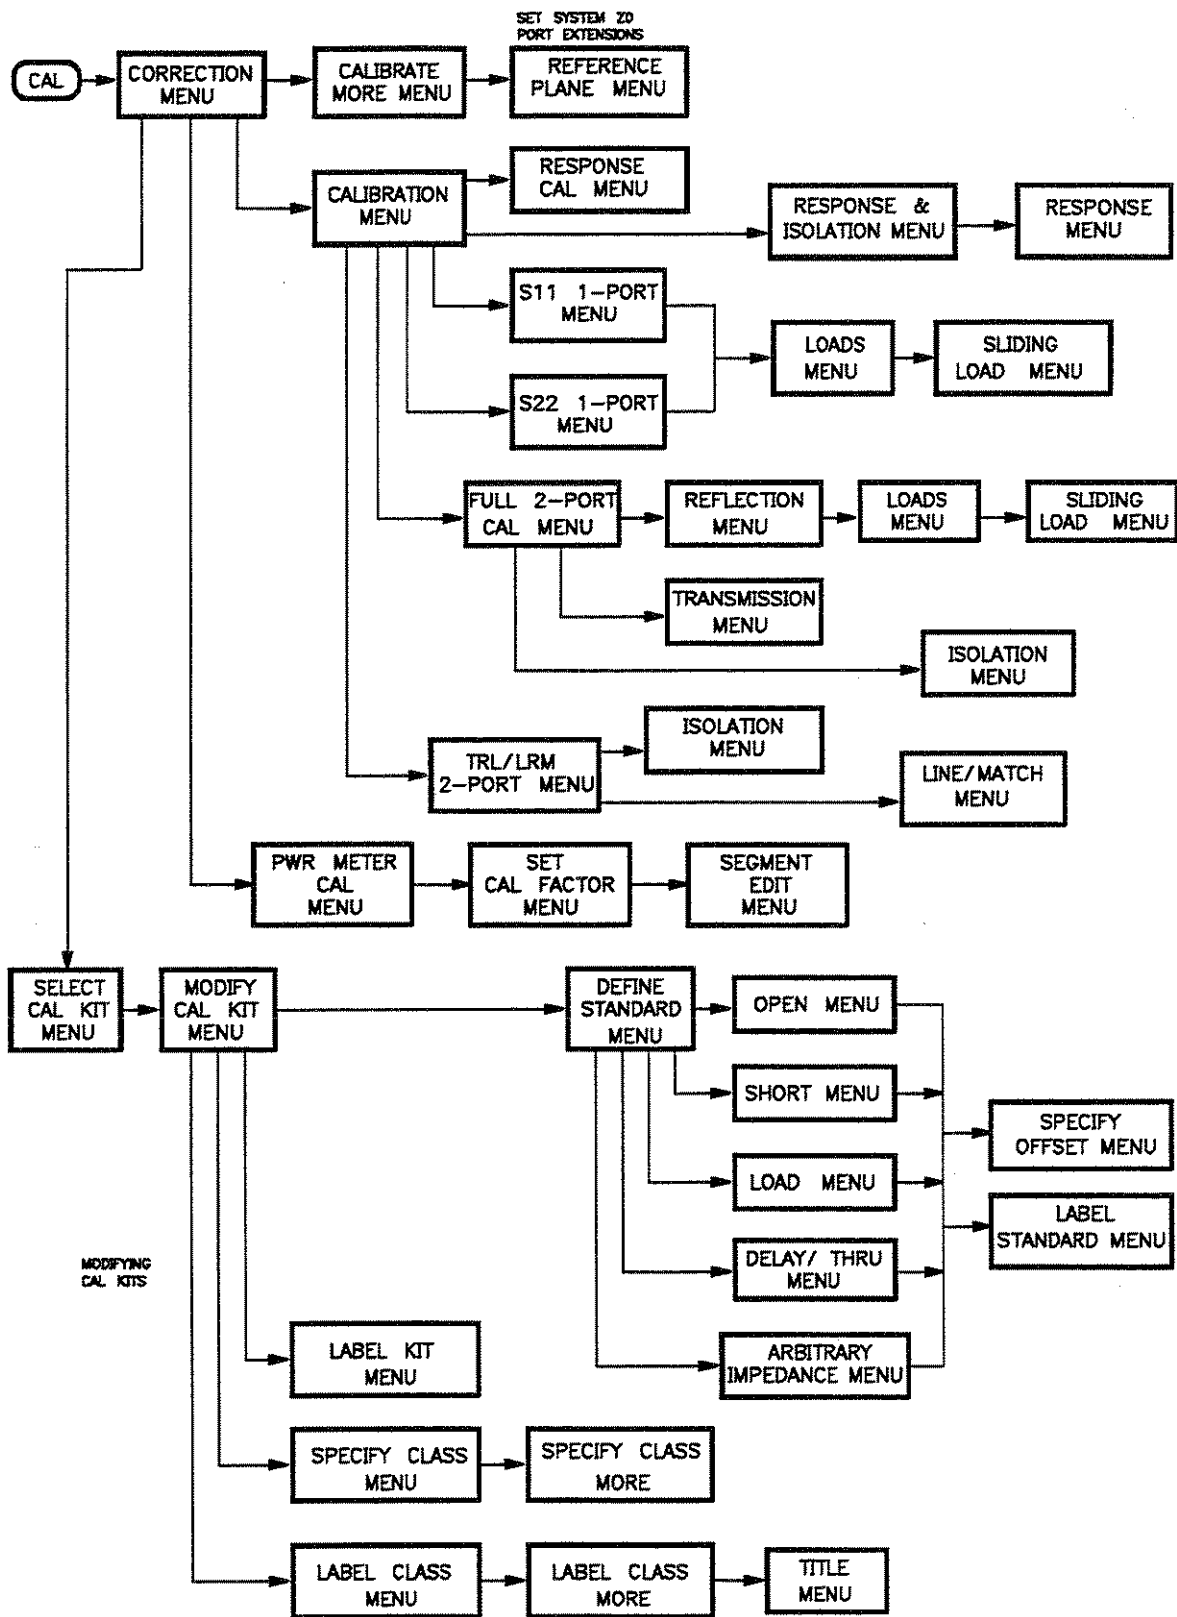 SET SYSTEM Z0
PORT EXTENSIONS
CAL
CORRECTION
MENU
CALIBRATE
MORE MENU
REFERENCE
PLANE MENU
RESPONSE
CAL MENU
CALIBRATION
MENU
RESPONSE &
ISOLATION MENU
RESPONSE
MENU
S11 1-PORT
MENU
LOADS
MENU
SLIDING
LOAD MENU
S22 1-PORT
MENU
FULL 2-PORT
CAL MENU
REFLECTION
MENU
LOADS
MENU
SLIDING
LOAD MENU
TRANSMISSION
MENU
ISOLATION
MENU
ISOLATION
MENU
TRL/LRM
2-PORT MENU
LINE/MATCH
MENU
PWR METER
CAL
MENU
SET
CAL FACTOR
MENU
SEGMENT
EDIT
MENU
SELECT
CAL KIT
MENU
MODIFY
CAL KIT
MENU
DEFINE
STANDARD
MENU
OPEN MENU
SHORT MENU
SPECIFY
OFFSET MENU
LOAD MENU
LABEL
STANDARD MENU
MODIFYING
CAL KITS
DELAY/ THRU
MENU
LABEL KIT
MENU
ARBITRARY
IMPEDANCE MENU
SPECIFY CLASS
MENU
SPECIFY CLASS
MORE
LABEL CLASS
MENU
LABEL CLASS
MORE
TITLE
MENU